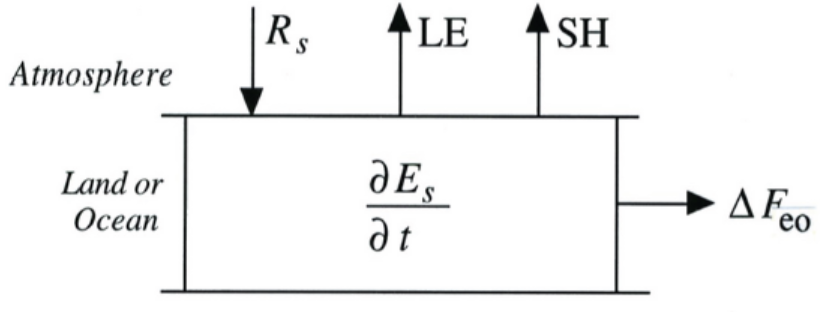 R_s LE SH
Atmosphere
Land or
Ocean
∂E_s
∂t
ΔF_eo